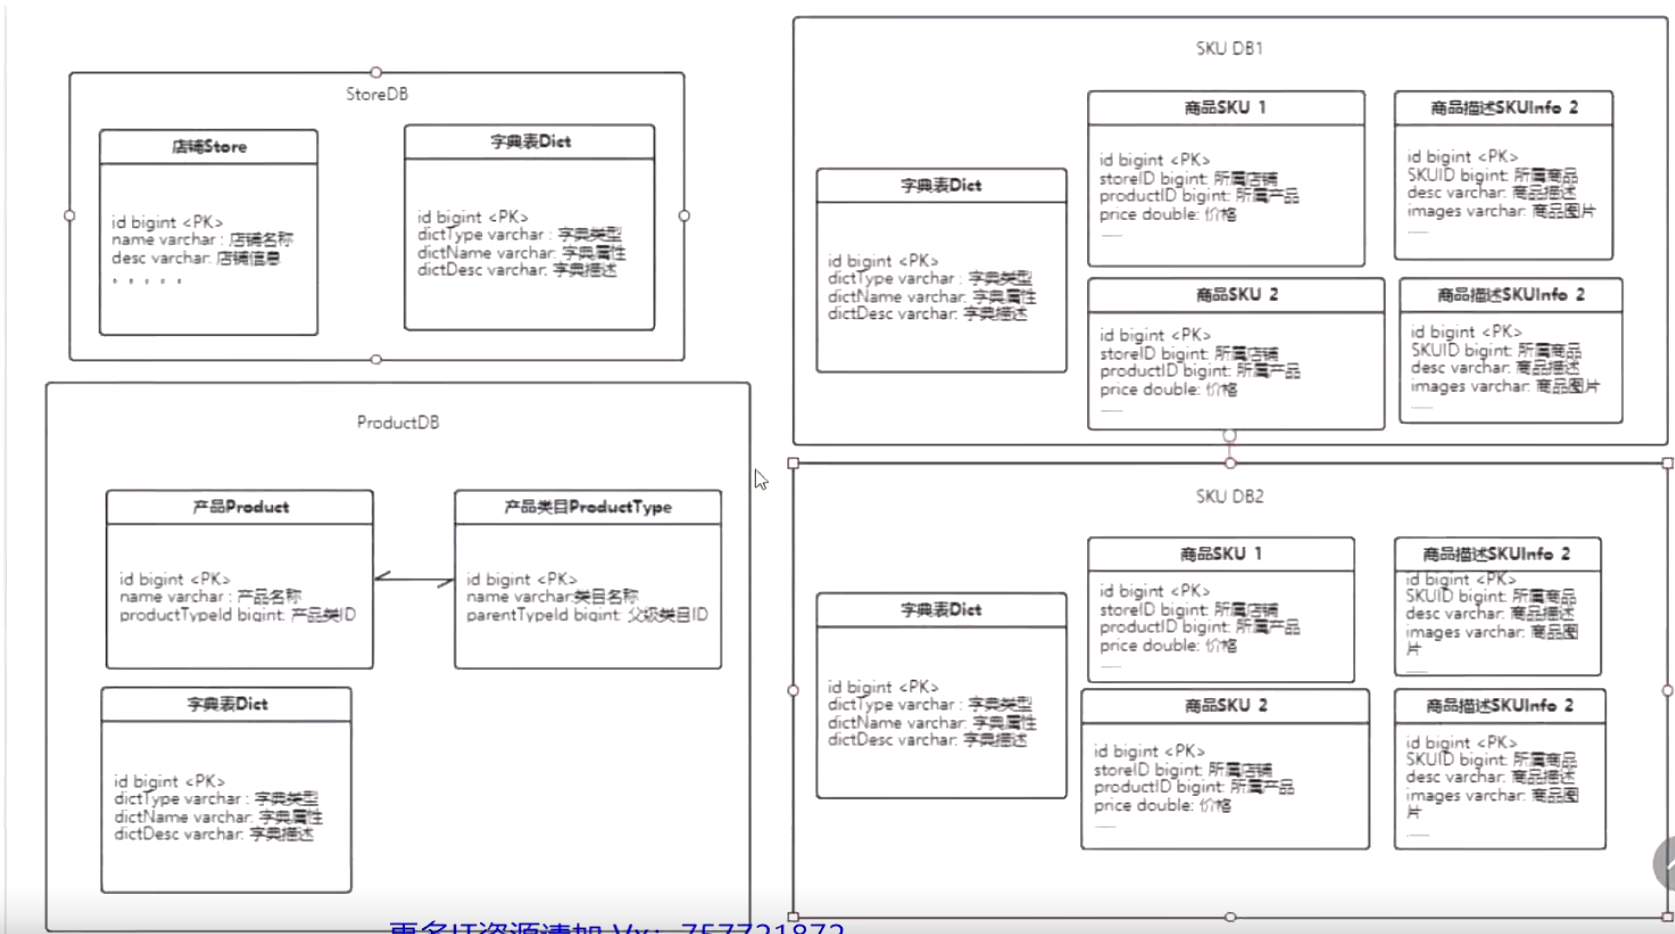 StoreDB
店铺Store
id bigint <PK>
name varchar : 店铺名称
desc varchar: 店铺信息
, , , , ,
字典表Dict
id bigint <PK>
dictType varchar : 字典类型
dictName varchar: 字典属性
dictDesc varchar: 字典描述
ProductDB
产品Product
id bigint <PK>
name varchar : 产品名称
productTypeId bigint: 产品类ID
产品类目ProductType
id bigint <PK>
name varchar:类目名称
parentTypeId bigint: 父级类目ID
字典表Dict
id bigint <PK>
dictType varchar : 字典类型
dictName varchar: 字典属性
dictDesc varchar: 字典描述
SKU DB1
字典表Dict
id bigint <PK>
dictType varchar : 字典类型
dictName varchar: 字典属性
dictDesc varchar: 字典描述
商品SKU 1
id bigint <PK>
storeID bigint: 所属店铺
productID bigint: 所属产品
price double: 价格
......
商品描述SKUInfo 2
id bigint <PK>
SKUID bigint: 所属商品
desc varchar: 商品描述
images varchar: 商品图片
......
商品SKU 2
id bigint <PK>
storeID bigint: 所属店铺
productID bigint: 所属产品
price double: 价格
......
商品描述SKUInfo 2
id bigint <PK>
SKUID bigint: 所属商品
desc varchar: 商品描述
images varchar: 商品图片
......
SKU DB2
字典表Dict
id bigint <PK>
dictType varchar : 字典类型
dictName varchar: 字典属性
dictDesc varchar: 字典描述
商品SKU 1
id bigint <PK>
storeID bigint: 所属店铺
productID bigint: 所属产品
price double: 价格
......
商品描述SKUInfo 2
id bigint <PK>
SKUID bigint: 所属商品
desc varchar: 商品描述
images varchar: 商品图
片
......
商品SKU 2
id bigint <PK>
storeID bigint: 所属店铺
productID bigint: 所属产品
price double: 价格
......
商品描述SKUInfo 2
id bigint <PK>
SKUID bigint: 所属商品
desc varchar: 商品描述
images varchar: 商品图
片
......
更多IT资源请加 Vx: 757721872